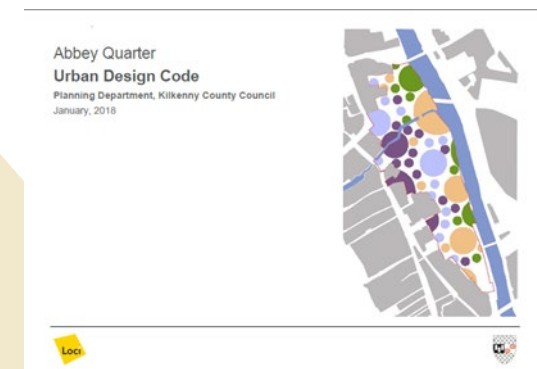 Abbey Quarter
Urban Design Code
Planning Department, Kilkenny County Council
January, 2018
Loci